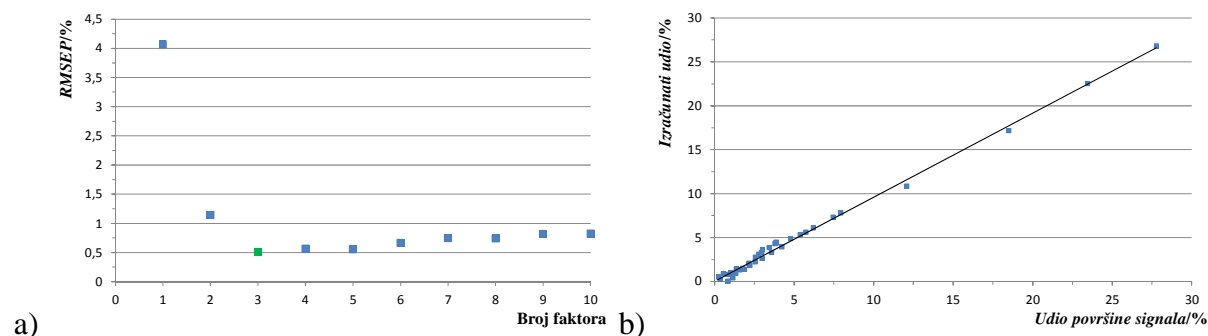 4,5
4
3,5
3
2,5
2
1,5
1
0,5
0
RMSEP/%
0 1 2 3 4 5 6 7 8 9 10
Broj faktora
a)
30
25
20
15
10
5
0
Izračunati udio/%
0 5 10 15 20 25 30
Udio površine signala/%
b)